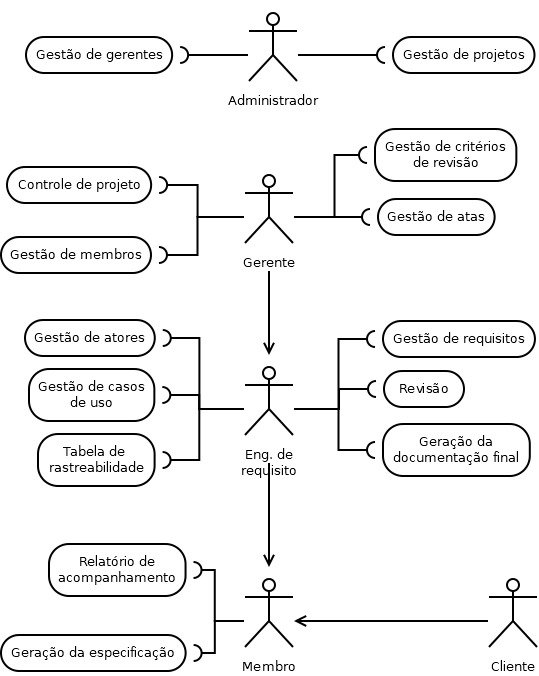 Gestão de gerentes
Gestão de projetos
Administrador
Gestão de critérios
de revisão
Controle de projeto
Gestão de atas
Gestão de membros
Gerente
Gestão de atores
Gestão de requisitos
Gestão de casos
de uso
Revisão
Tabela de
rastreabilidade
Geração da
documentação final
Eng. de
requisito
Relatório de
acompanhamento
Geração da especificação
Membro
Cliente